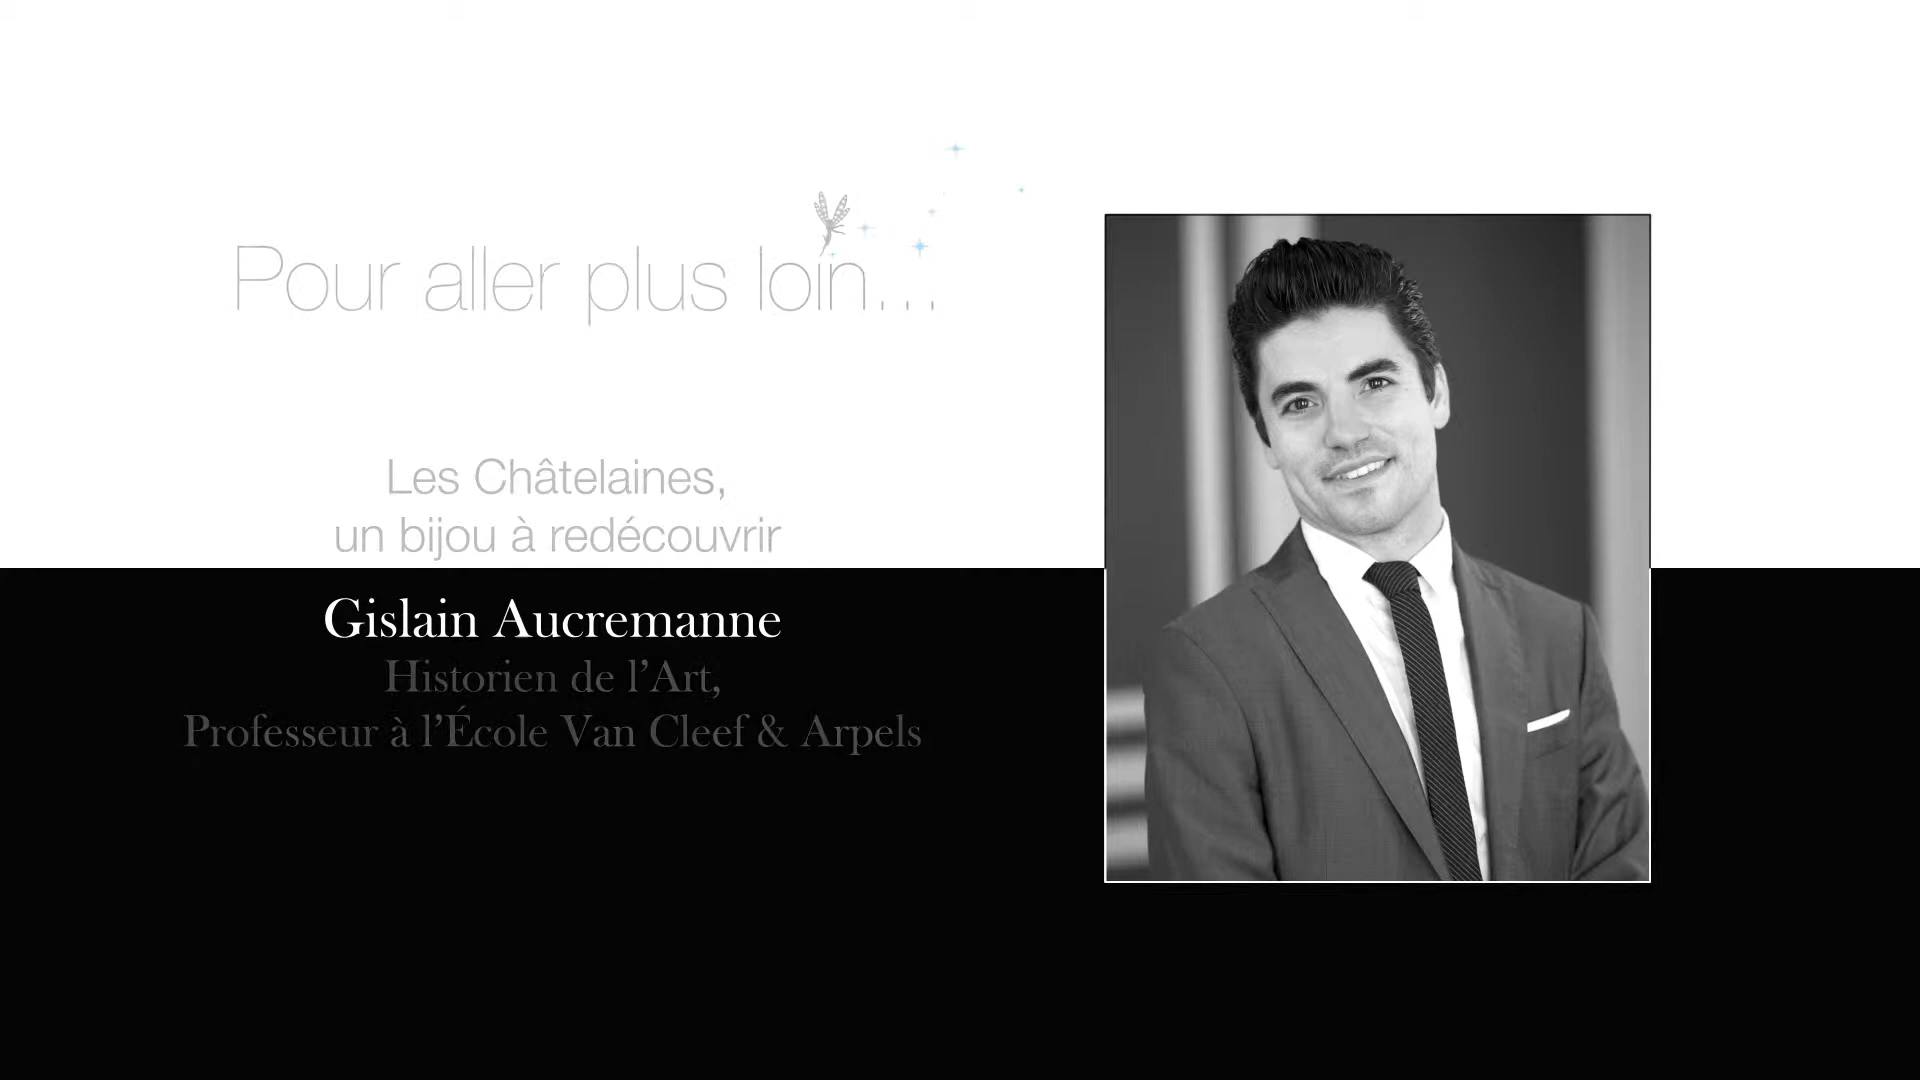 Pour aller plus loin...
Les Châtelaines,
un bijou à redécouvrir
Gislain Aucremanne
Historien de l’Art,
Professeur à l’École Van Cleef & Arpels